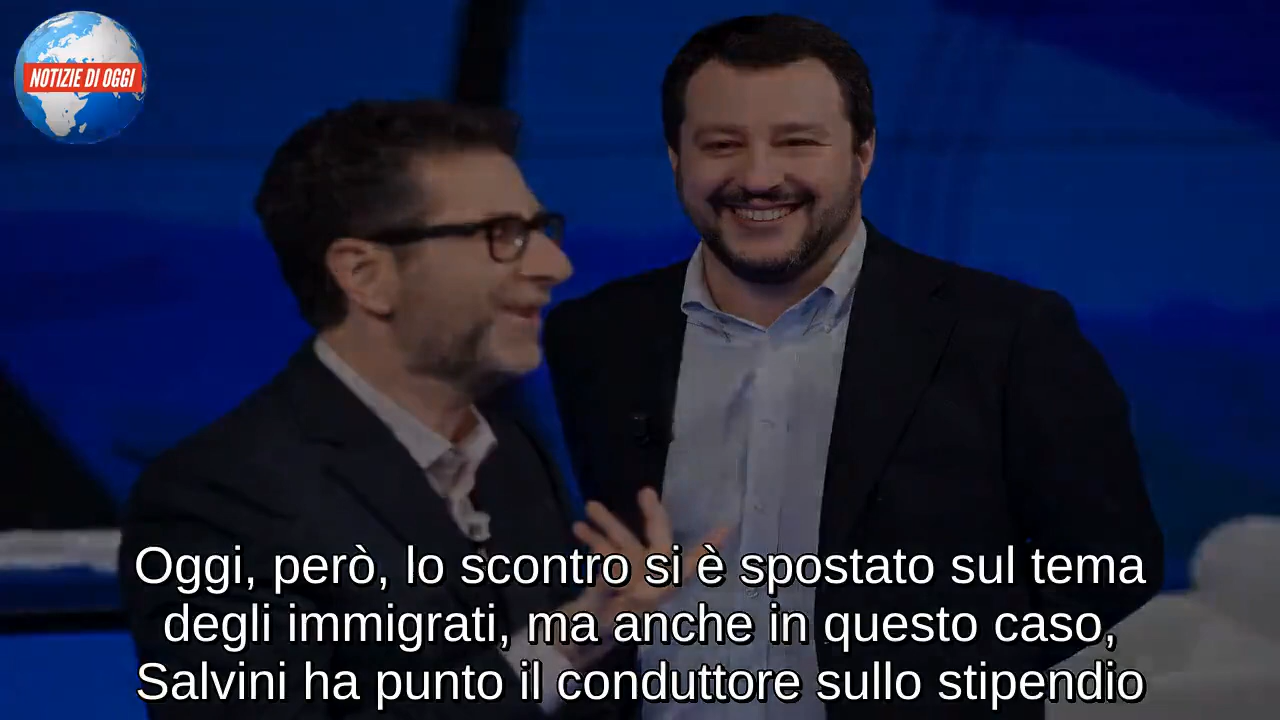 NOTIZIE DI OGGI
Oggi, però, lo scontro si è spostato sul tema
degli immigrati, ma anche in questo caso,
Salvini ha punto il conduttore sullo stipendio